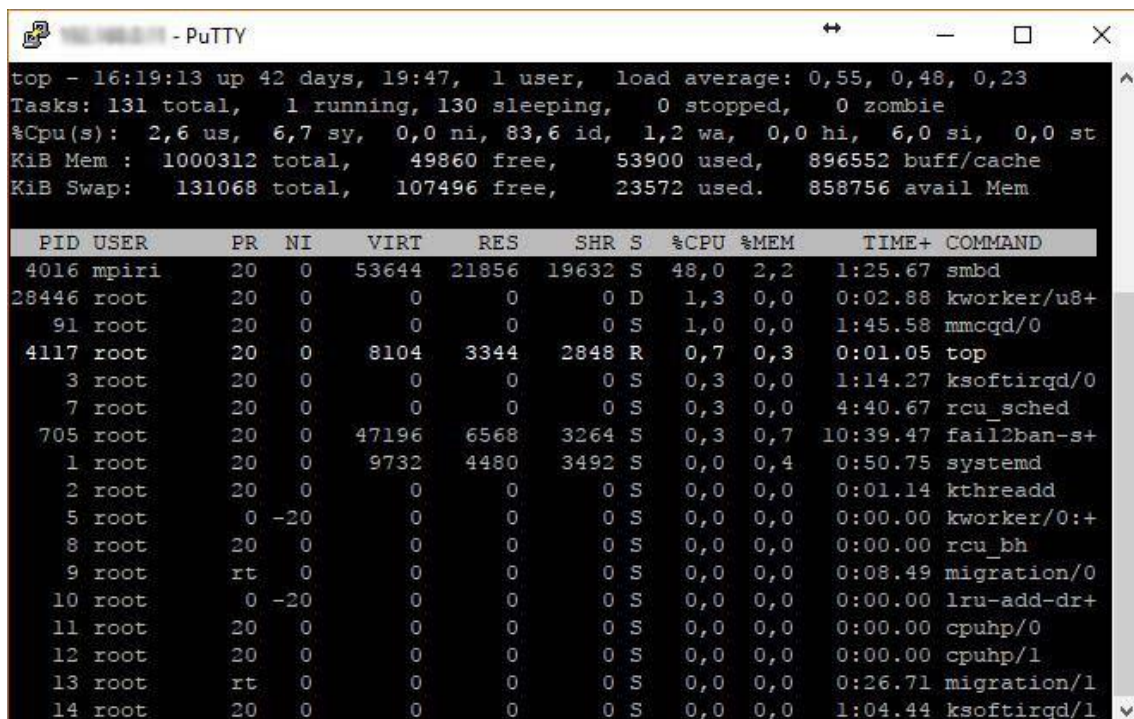 - PuTTY
top - 16:19:13 up 42 days, 19:47,  1 user,  load average: 0,55, 0,48, 0,23
Tasks: 131 total,   1 running, 130 sleeping,   0 stopped,   0 zombie
%Cpu(s):  2,6 us,  6,7 sy,  0,0 ni, 83,6 id,  1,2 wa,  0,0 hi,  6,0 si,  0,0 st
KiB Mem :  1000312 total,    49860 free,    53900 used,   896552 buff/cache
KiB Swap:   131068 total,   107496 free,    23572 used.   858756 avail Mem
PID USER      PR  NI    VIRT    RES    SHR S  %CPU %MEM     TIME+ COMMAND
4016 mpiri     20   0   53644  21856  19632 S  48,0  2,2   1:25.67 smbd
28446 root      20   0       0      0      0 D   1,3  0,0   0:02.88 kworker/u8+
91 root      20   0       0      0      0 S   1,0  0,0   1:45.58 mmcqd/0
4117 root      20   0    8104   3344   2848 R   0,7  0,3   0:01.05 top
3 root      20   0       0      0      0 S   0,3  0,0   1:14.27 ksoftirqd/0
7 root      20   0       0      0      0 S   0,3  0,0   4:40.67 rcu_sched
705 root      20   0   47196   6568   3264 S   0,3  0,7  10:39.47 fail2ban-s+
1 root      20   0    9732   4480   3492 S   0,0  0,4   0:50.75 systemd
2 root      20   0       0      0      0 S   0,0  0,0   0:01.14 kthreadd
5 root       0 -20       0      0      0 S   0,0  0,0   0:00.00 kworker/0:+
8 root      20   0       0      0      0 S   0,0  0,0   0:00.00 rcu_bh
9 root      rt   0       0      0      0 S   0,0  0,0   0:08.49 migration/0
10 root       0 -20       0      0      0 S   0,0  0,0   0:00.00 lru-add-dr+
11 root      20   0       0      0      0 S   0,0  0,0   0:00.00 cpuhp/0
12 root      20   0       0      0      0 S   0,0  0,0   0:00.00 cpuhp/1
13 root      rt   0       0      0      0 S   0,0  0,0   0:26.71 migration/1
14 root      20   0       0      0      0 S   0,0  0,0   1:04.44 ksoftirqd/1